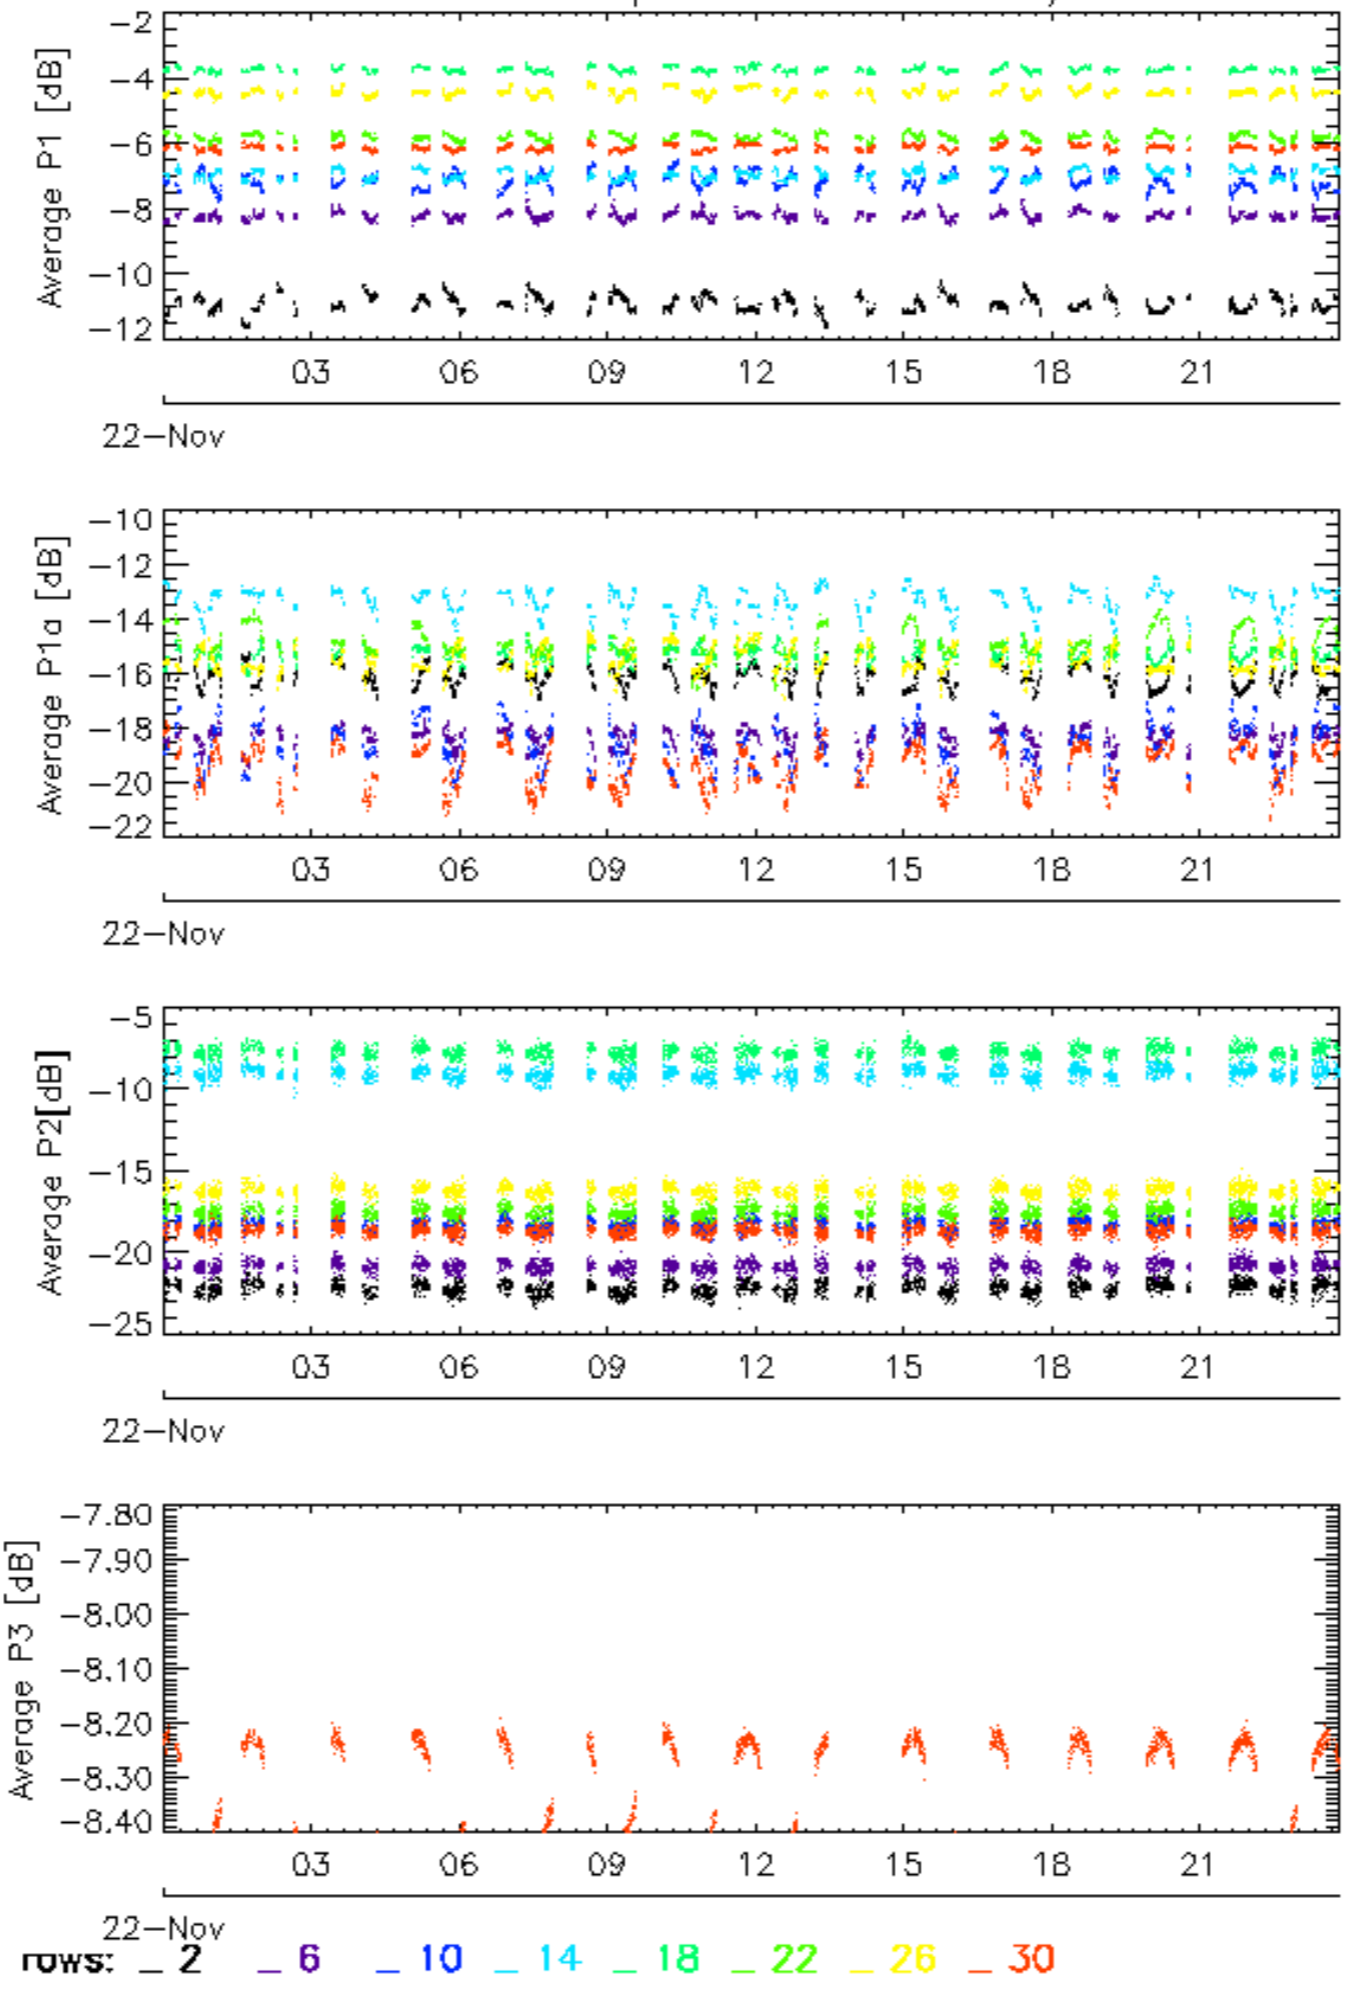 Average P1 [dB]
-2
-4
-6
-8
-10
-12
03 06 09 12 15 18 21
22-Nov
Average P1a [dB]
-10
-12
-14
-16
-18
-20
-22
03 06 09 12 15 18 21
22-Nov
Average P2[dB]
-5
-10
-15
-20
-25
03 06 09 12 15 18 21
22-Nov
Average P3 [dB]
-7.80
-7.90
-8.00
-8.10
-8.20
-8.30
-8.40
03 06 09 12 15 18 21
22-Nov
rows: _ 2 _ 6 _ 10 _ 14 _ 18 _ 22 _ 26 _ 30